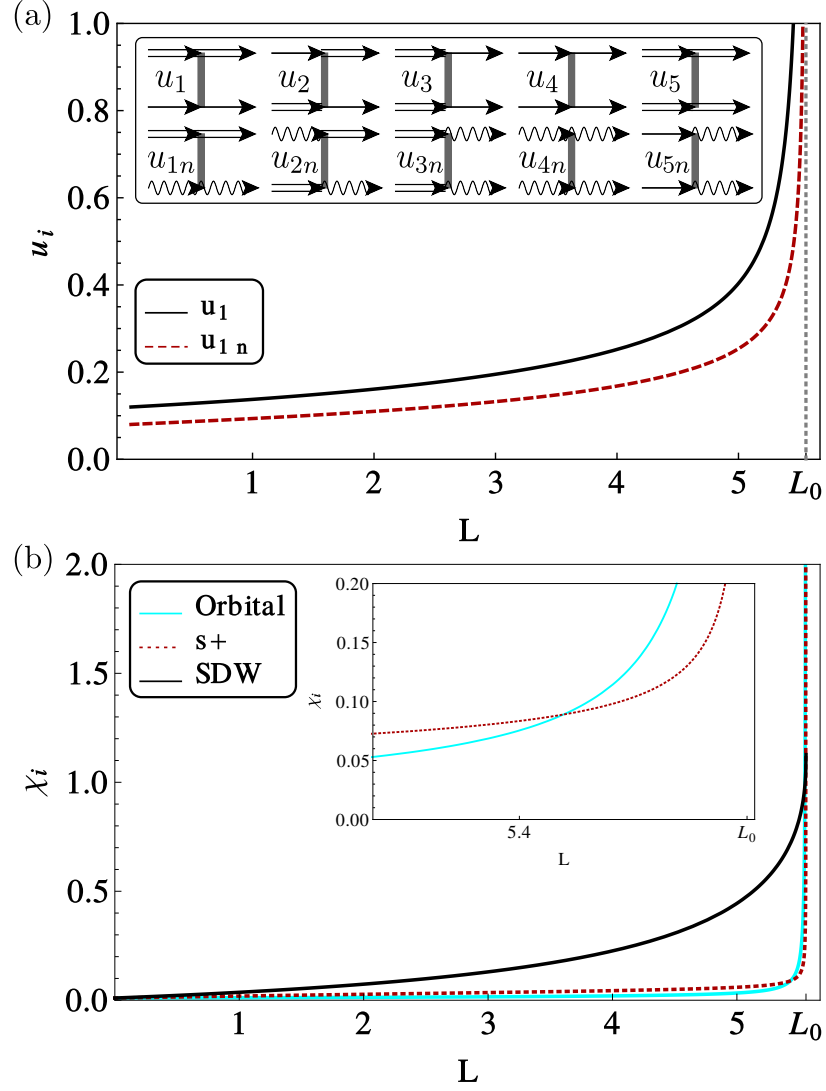 (a)
1.0
u1 u2 u3 u4 u5
0.8
u1n u2n u3n u4n u5n
0.6
ui
0.4
u1
u1 n
0.2
0.0
1 2 3 4 5 L0
L
(b)
2.0
Orbital
s+
SDW
1.5
1.0
χi
0.5
0.0
0.20
0.15
0.10
χi
0.05
0.00
5.4 L0
L
1 2 3 4 5 L0
L